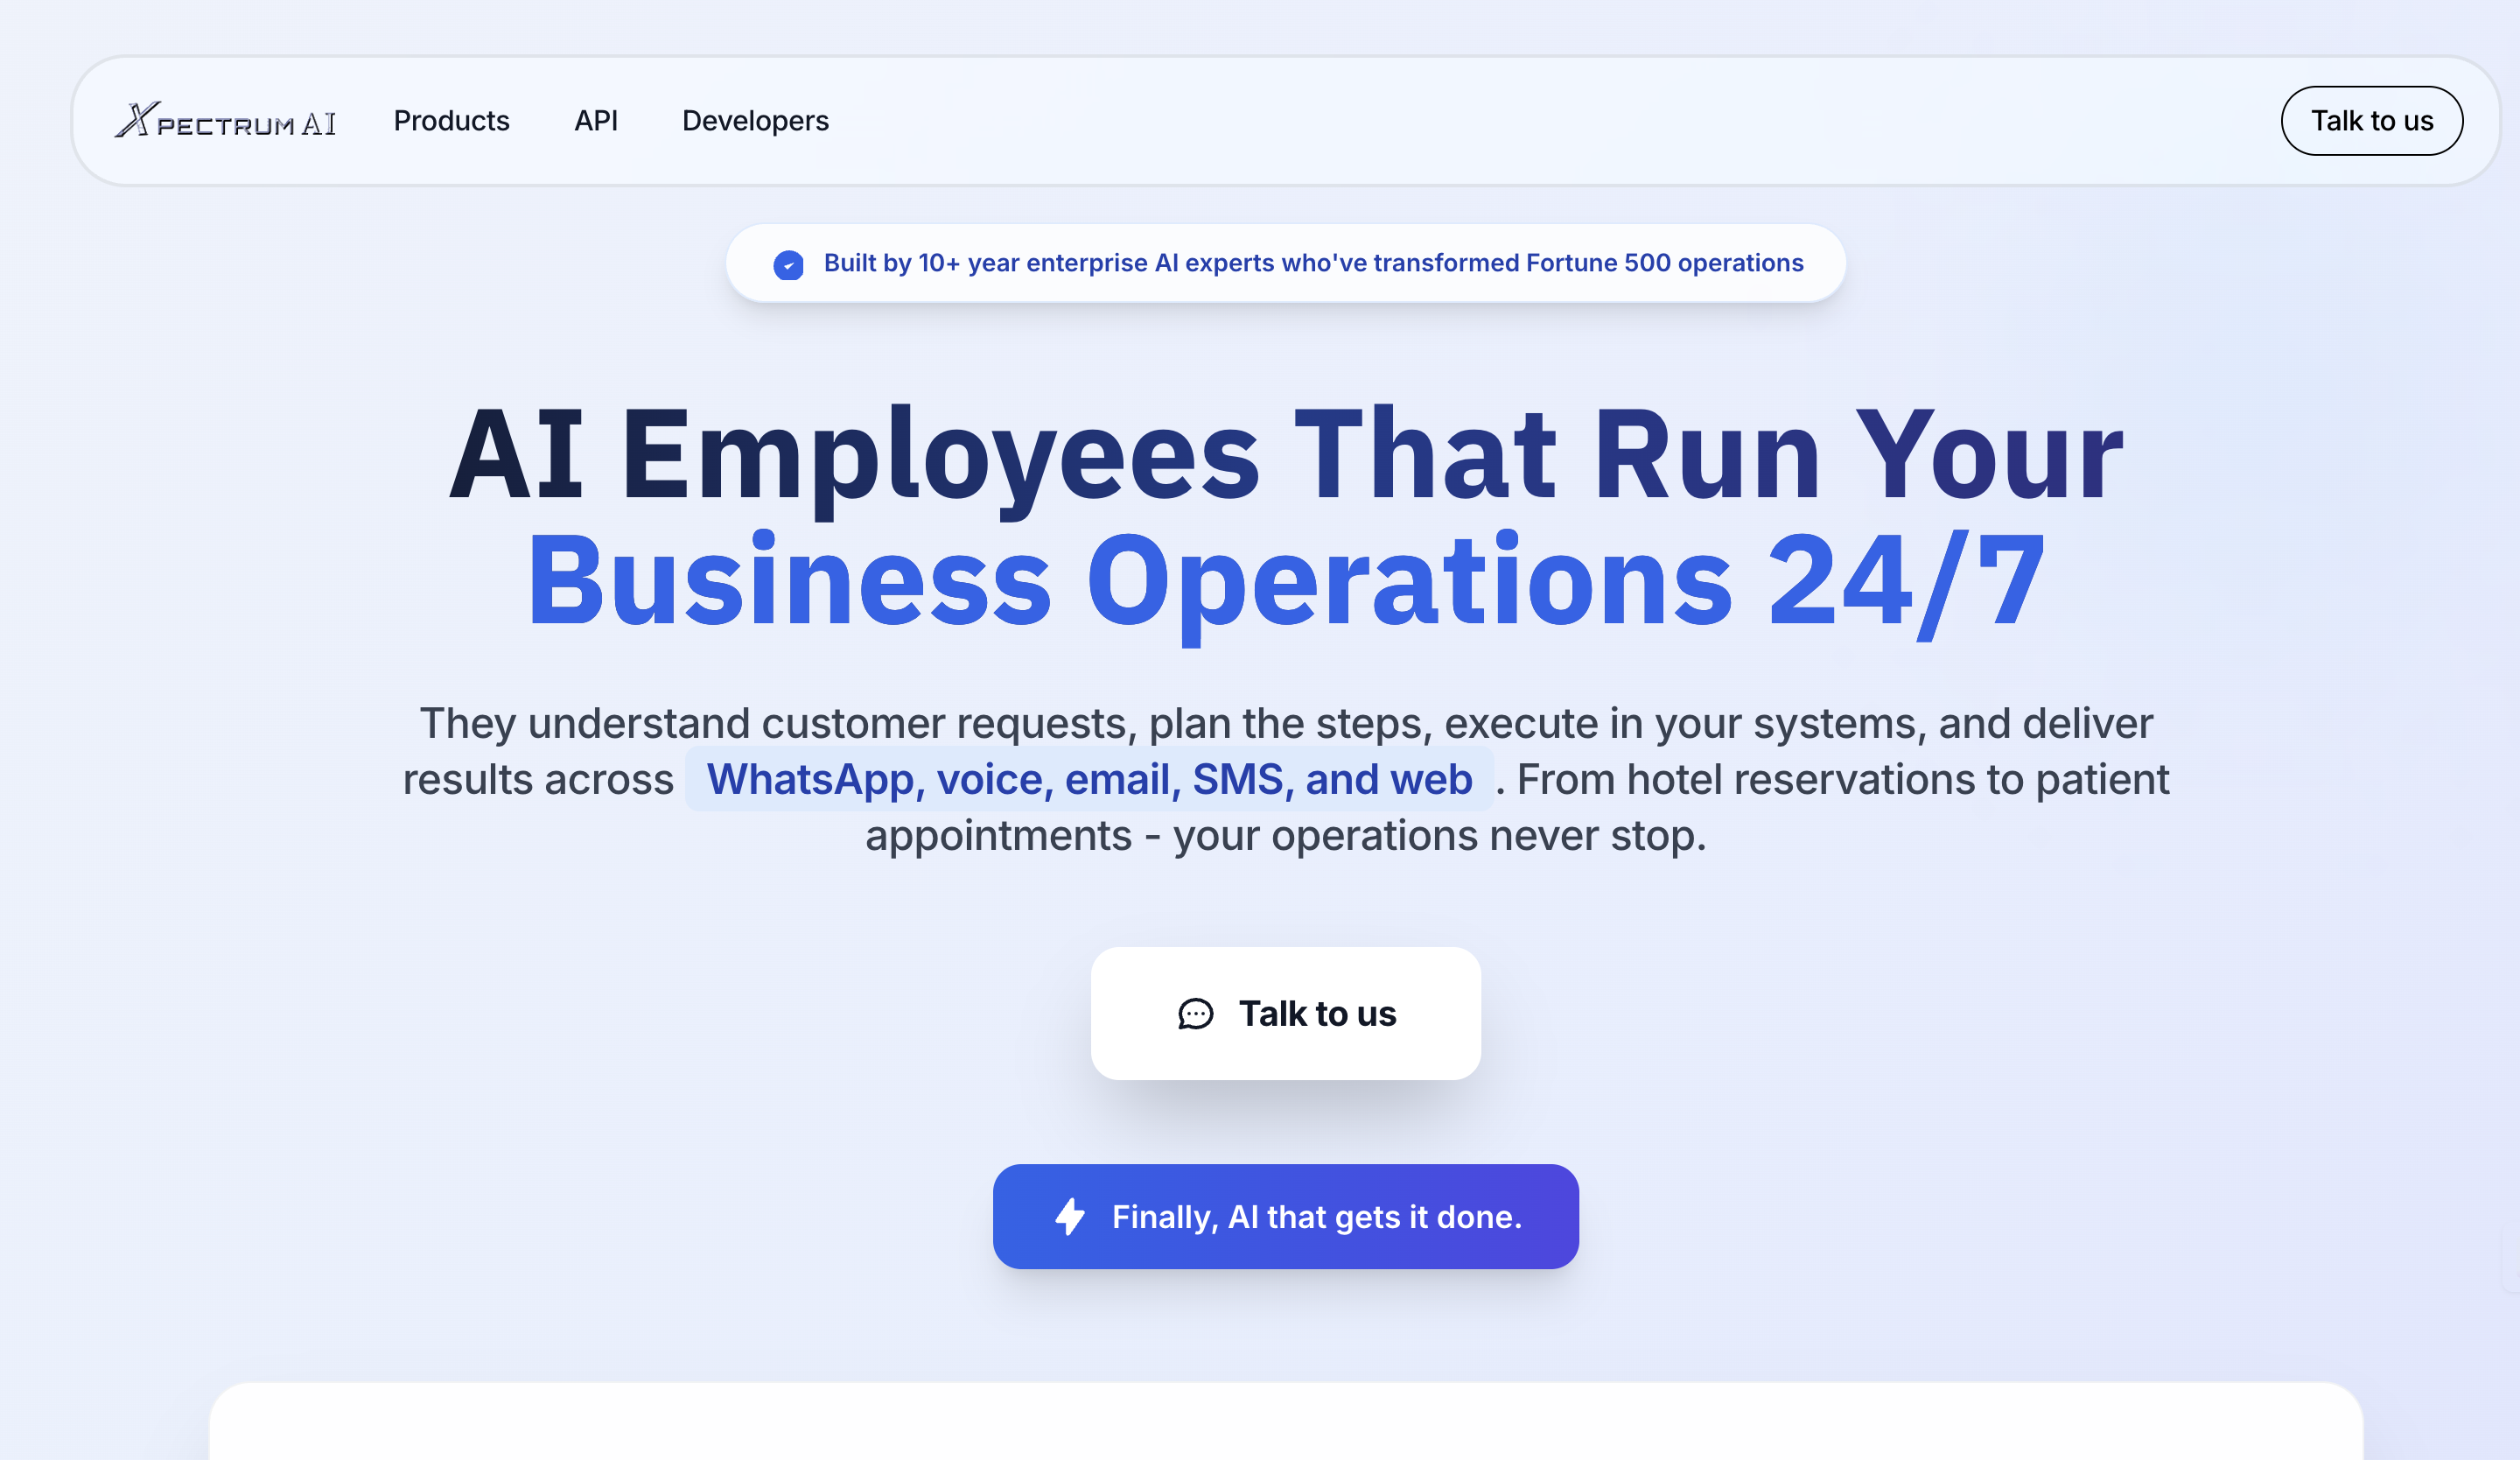 XPECTRUM AI
Products
API
Developers
Talk to us
Built by 10+ year enterprise AI experts who've transformed Fortune 500 operations
AI Employees That Run Your
Business Operations 24/7
They understand customer requests, plan the steps, execute in your systems, and deliver
results across WhatsApp, voice, email, SMS, and web . From hotel reservations to patient
appointments - your operations never stop.
Talk to us
Finally, AI that gets it done.